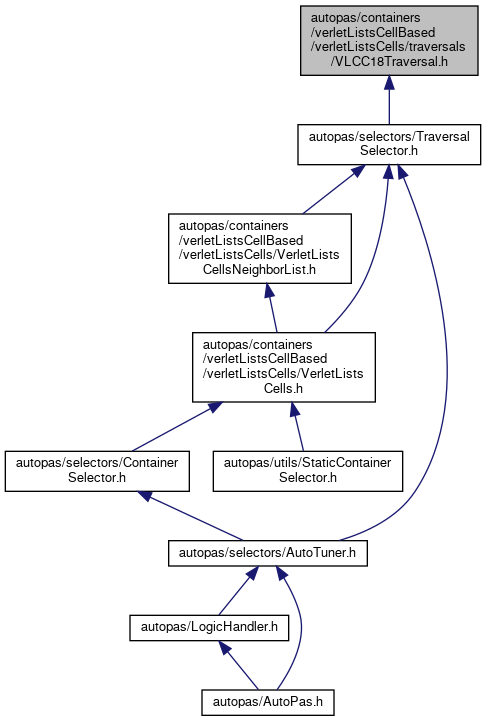 autopas/containers
/verletListsCellBased
/verletListsCells/traversals
/VLCC18Traversal.h
autopas/selectors/Traversal
Selector.h
autopas/containers
/verletListsCellBased
/verletListsCells/VerletLists
CellsNeighborList.h
autopas/containers
/verletListsCellBased
/verletListsCells/VerletLists
Cells.h
autopas/selectors/Container
Selector.h
autopas/utils/StaticContainer
Selector.h
autopas/selectors/AutoTuner.h
autopas/LogicHandler.h
autopas/AutoPas.h